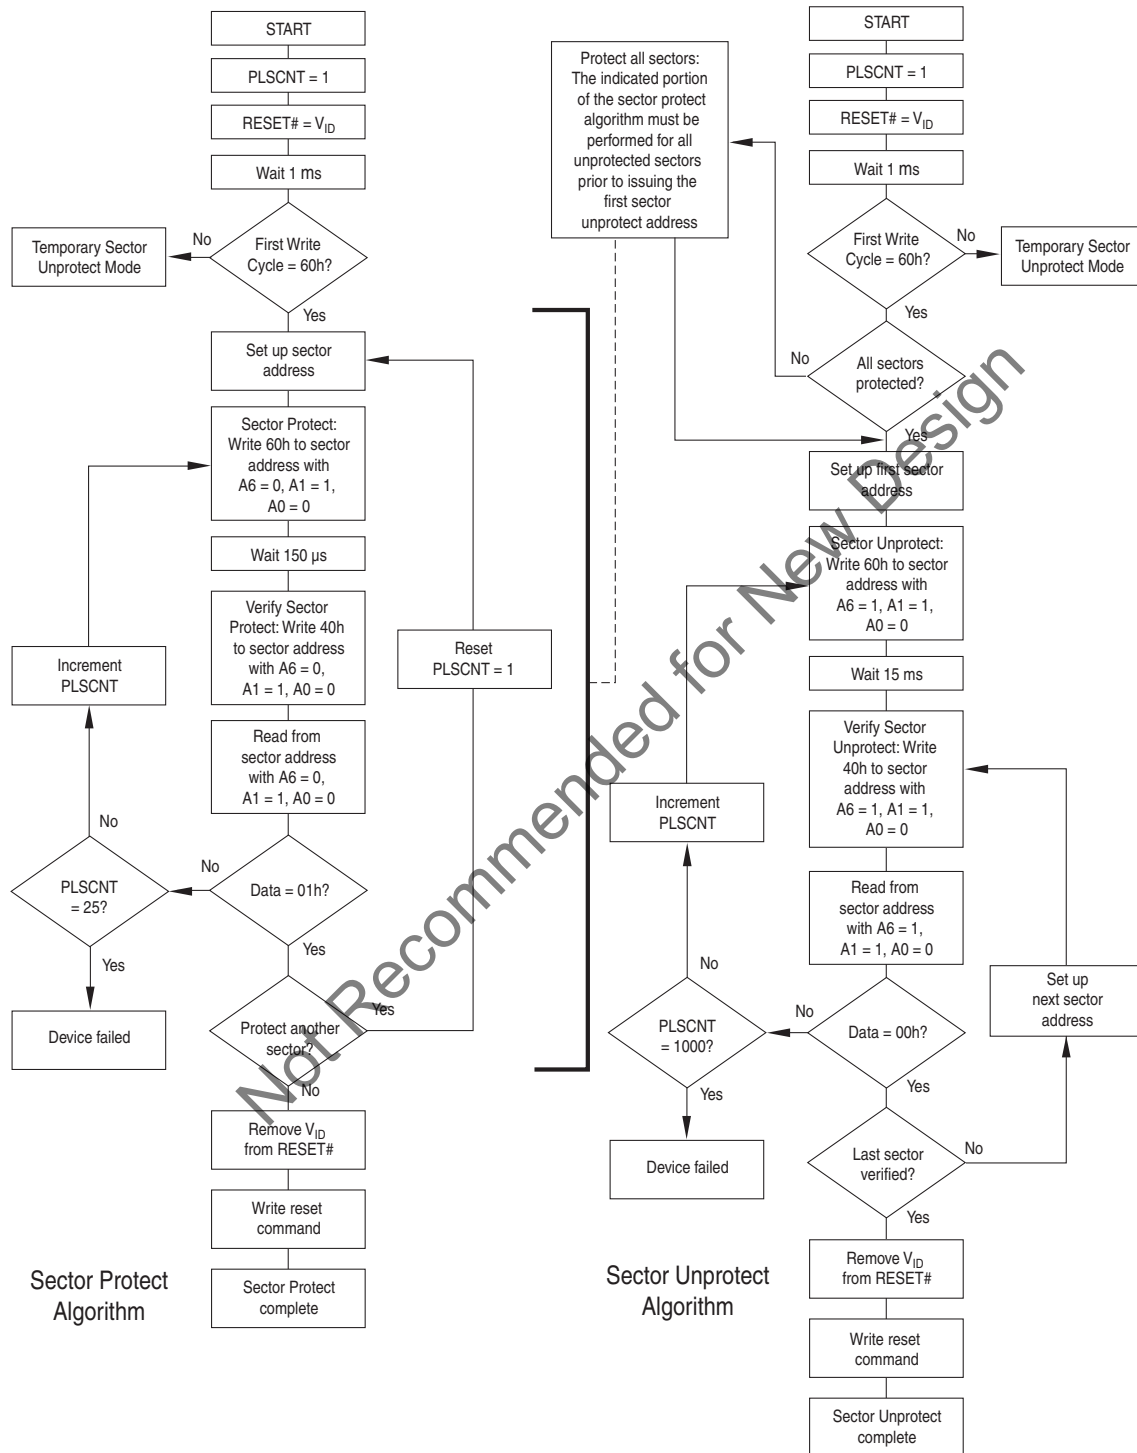 START
PLSCNT = 1
RESET# = VID
Wait 1 ms
First Write
Cycle = 60h?
No
Temporary Sector
Unprotect Mode
Yes
Set up sector
address
Sector Protect:
Write 60h to sector
address with
A6 = 0, A1 = 1,
A0 = 0
Wait 150 µs
Verify Sector
Protect: Write 40h
to sector address
with A6 = 0,
A1 = 1, A0 = 0
Reset
PLSCNT = 1
Increment
PLSCNT
Read from
sector address
with A6 = 0,
A1 = 1, A0 = 0
No
No
PLSCNT
= 25?
Data = 01h?
Yes
Yes
Device failed
Protect another
sector?
Yes
No
Remove VID
from RESET#
Write reset
command
Sector Protect
complete
Sector Protect
Algorithm
START
PLSCNT = 1
RESET# = VID
Wait 1 ms
Protect all sectors:
The indicated portion
of the sector protect
algorithm must be
performed for all
unprotected sectors
prior to issuing the
first sector
unprotect address
First Write
Cycle = 60h?
No
Temporary Sector
Unprotect Mode
Yes
No
All sectors
protected?
Yes
Set up first sector
address
Sector Unprotect:
Write 60h to sector
address with
A6 = 1, A1 = 1,
A0 = 0
Wait 15 ms
Verify Sector
Unprotect: Write
40h to sector
address with
A6 = 1, A1 = 1,
A0 = 0
Increment
PLSCNT
Read from
sector address
with A6 = 1,
A1 = 1, A0 = 0
No
No
PLSCNT
= 1000?
Data = 00h?
Set up
next sector
address
Yes
Yes
Device failed
Last sector
verified?
No
Yes
Remove VID
from RESET#
Write reset
command
Sector Unprotect
complete
Sector Unprotect
Algorithm
Not Recommended for New Design